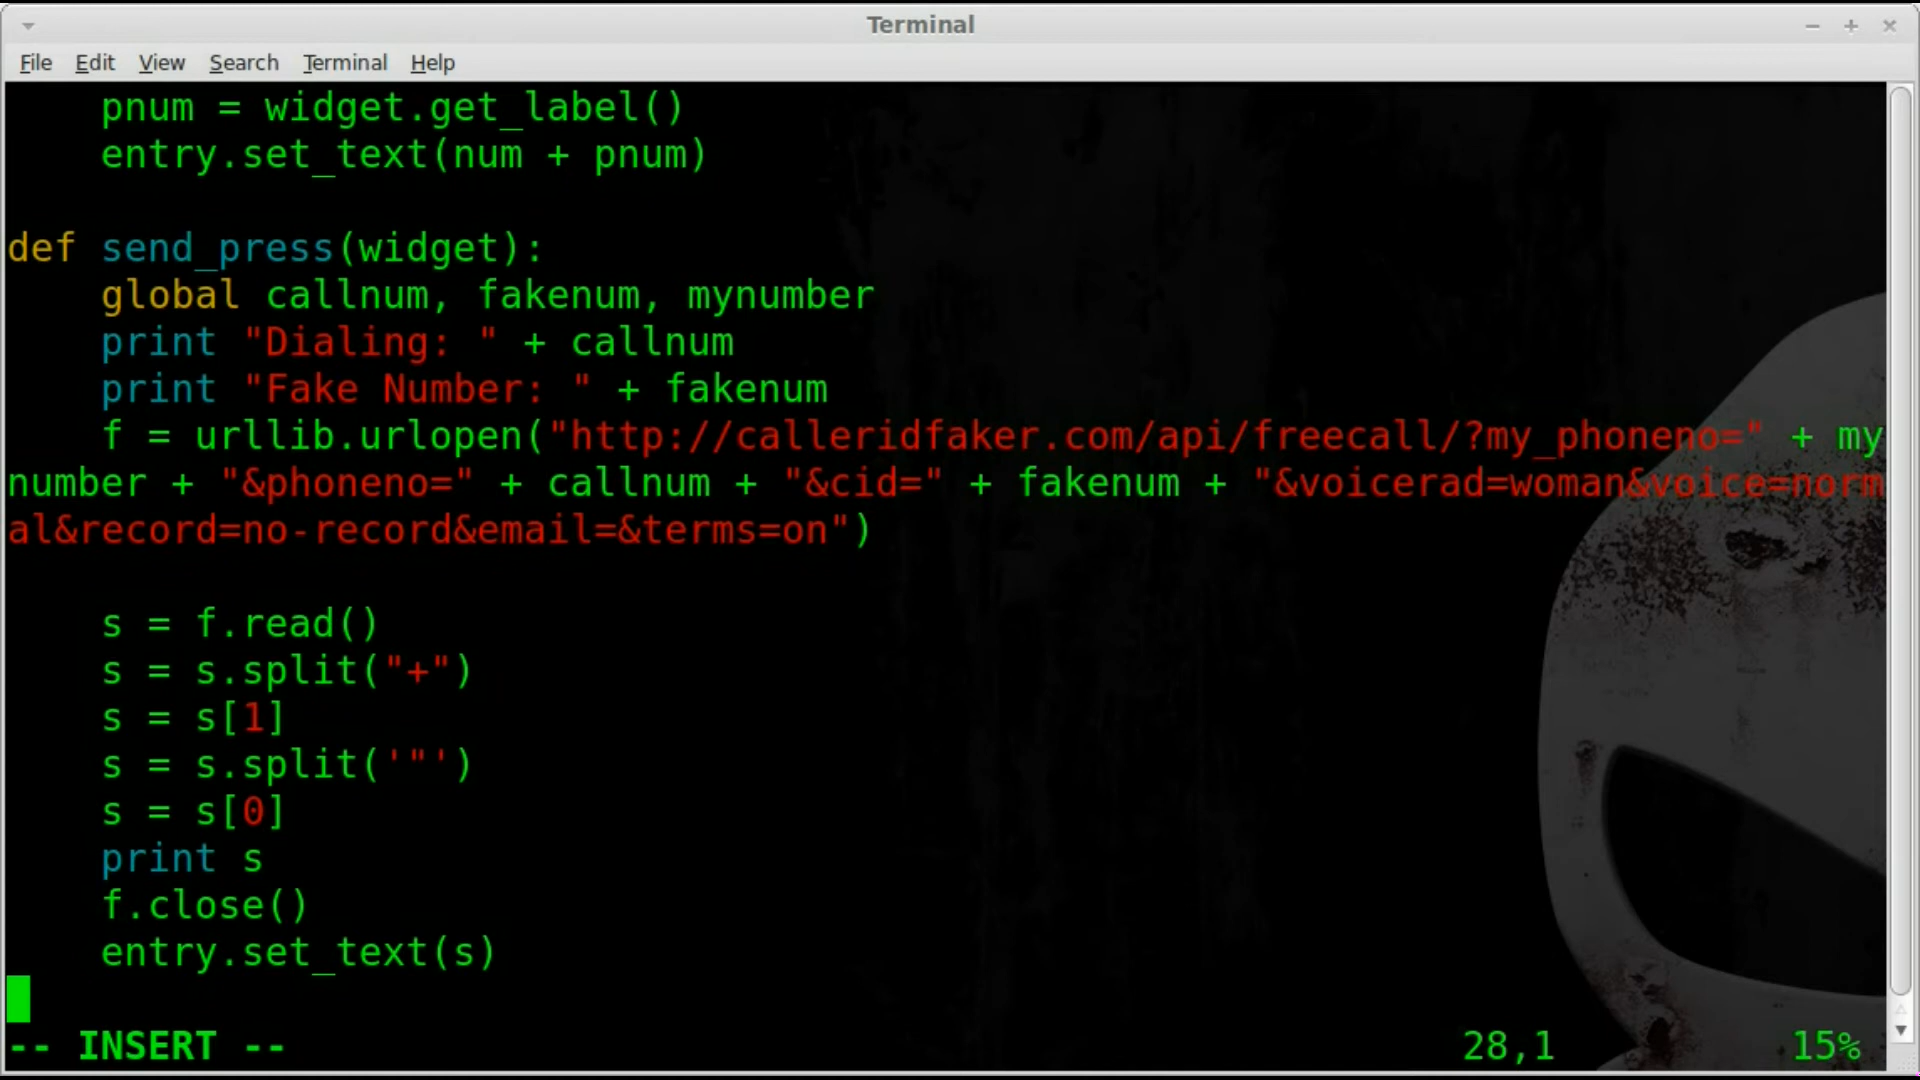 Terminal
File Edit View Search Terminal Help
    pnum = widget.get_label()
    entry.set_text(num + pnum)
def send_press(widget):
    global callnum, fakenum, mynumber
    print "Dialing: " + callnum
    print "Fake Number: " + fakenum
    f = urllib.urlopen("http://calleridfaker.com/api/freecall/?my_phoneno=" + my
number + "&phoneno=" + callnum + "&cid=" + fakenum + "&voicerad=woman&voice=norm
al&record=no-record&email=&terms=on")
    s = f.read()
    s = s.split("+")
    s = s[1]
    s = s.split('"')
    s = s[0]
    print s
    f.close()
    entry.set_text(s)
-- INSERT -- 28,1 15%